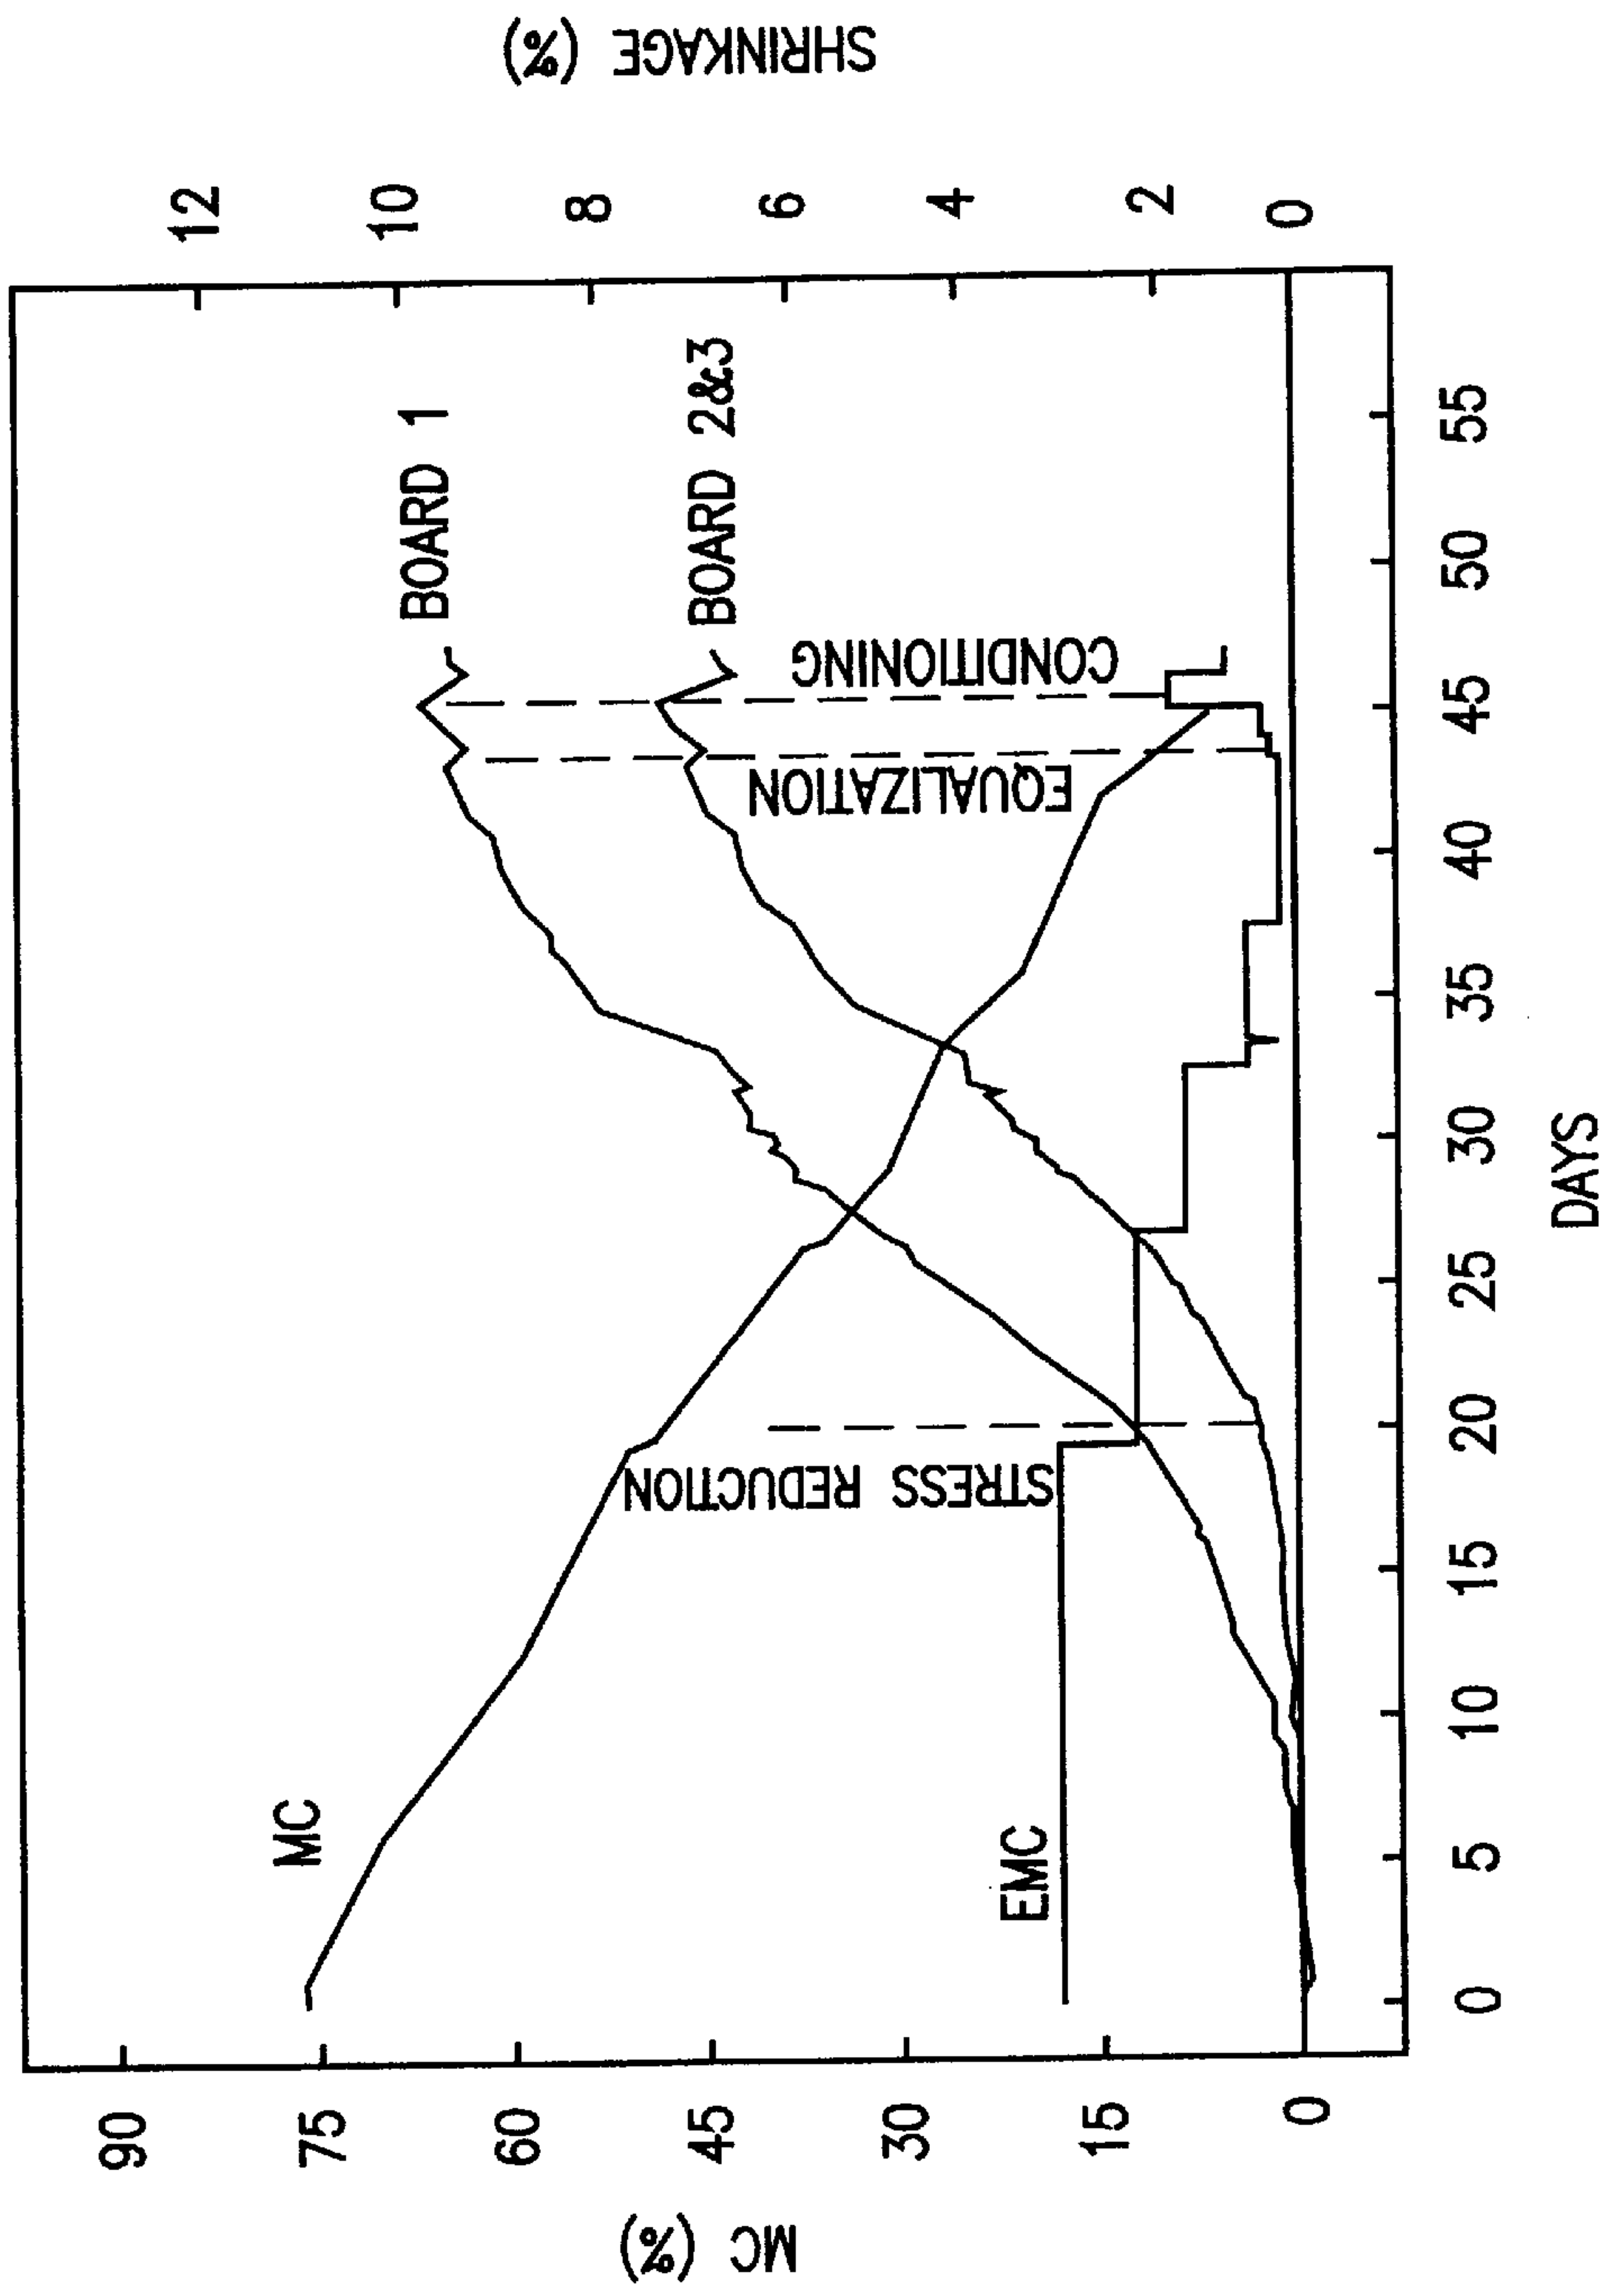 MC (%)
90
75
60
45
30
15
0
SHRINKAGE (%)
12
10
8
6
4
2
0
MC
EMC
BOARD 1
BOARD 2&3
STRESS REDUCTION
EQUALIZATION
CONDITIONING
0 5 10 15 20 25 30 35 40 45 50 55
DAYS